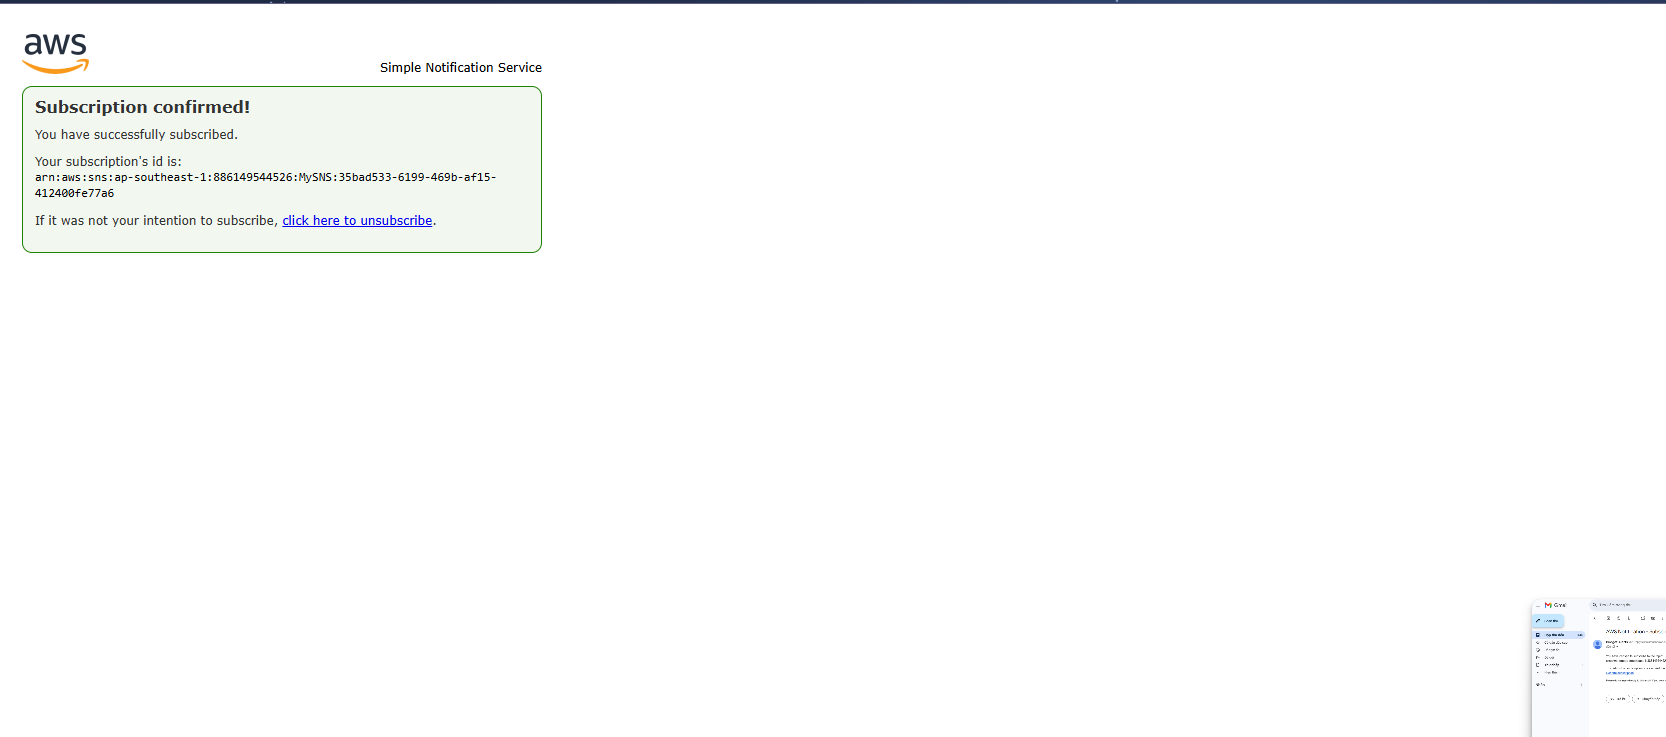 aws
Simple Notification Service
Subscription confirmed!
You have successfully subscribed.
Your subscription's id is:
arn:aws:sns:ap-southeast-1:886149544526:MySNS:35bad533-6199-469b-af15-
412400fe77a6
If it was not your intention to subscribe, click here to unsubscribe.
Gmail